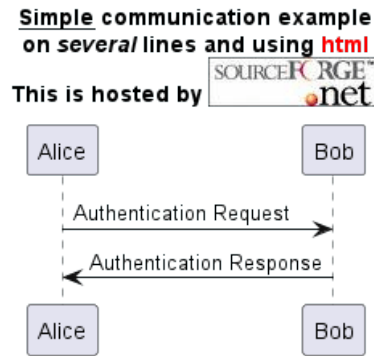 Simple communication example
on several lines and using html
This is hosted by SOURCEFORGE™.net
Alice Bob
Authentication Request
Authentication Response
Alice Bob